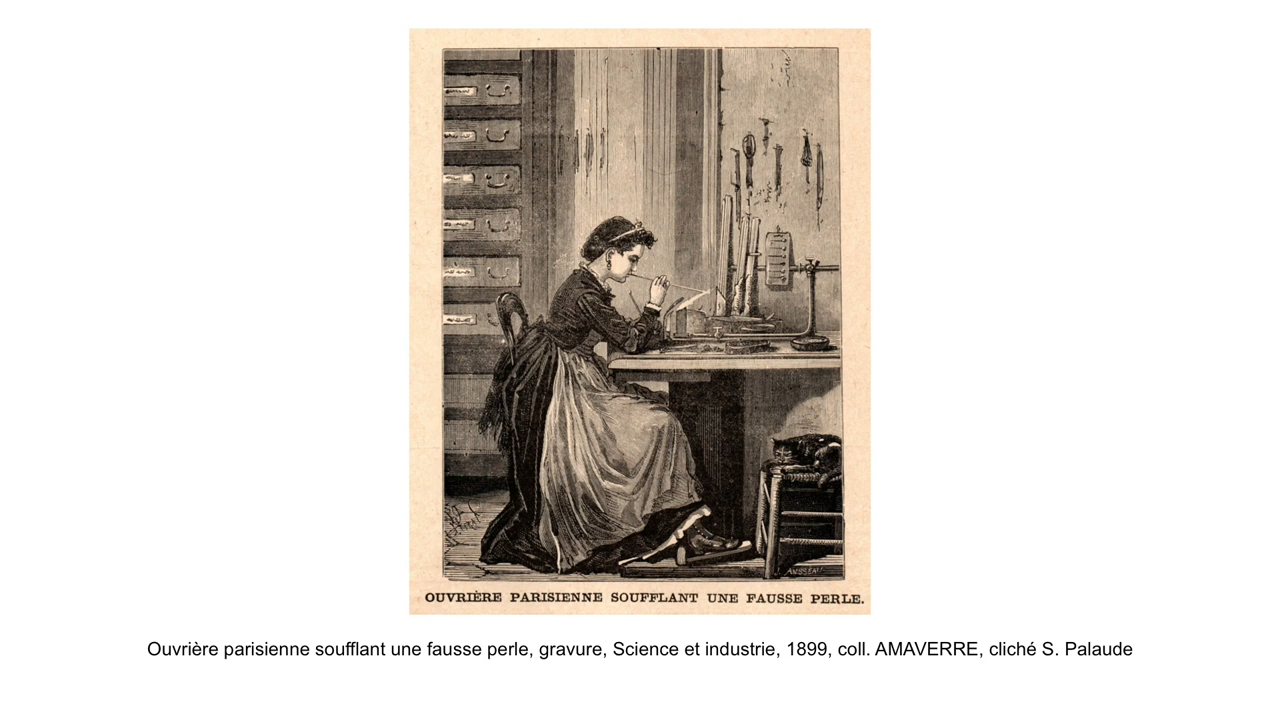 ANSSEAU
OUVRIÈRE PARISIENNE SOUFFLANT UNE FAUSSE PERLE.
Ouvrière parisienne soufflant une fausse perle, gravure, Science et industrie, 1899, coll. AMAVERRE, cliché S. Palaude